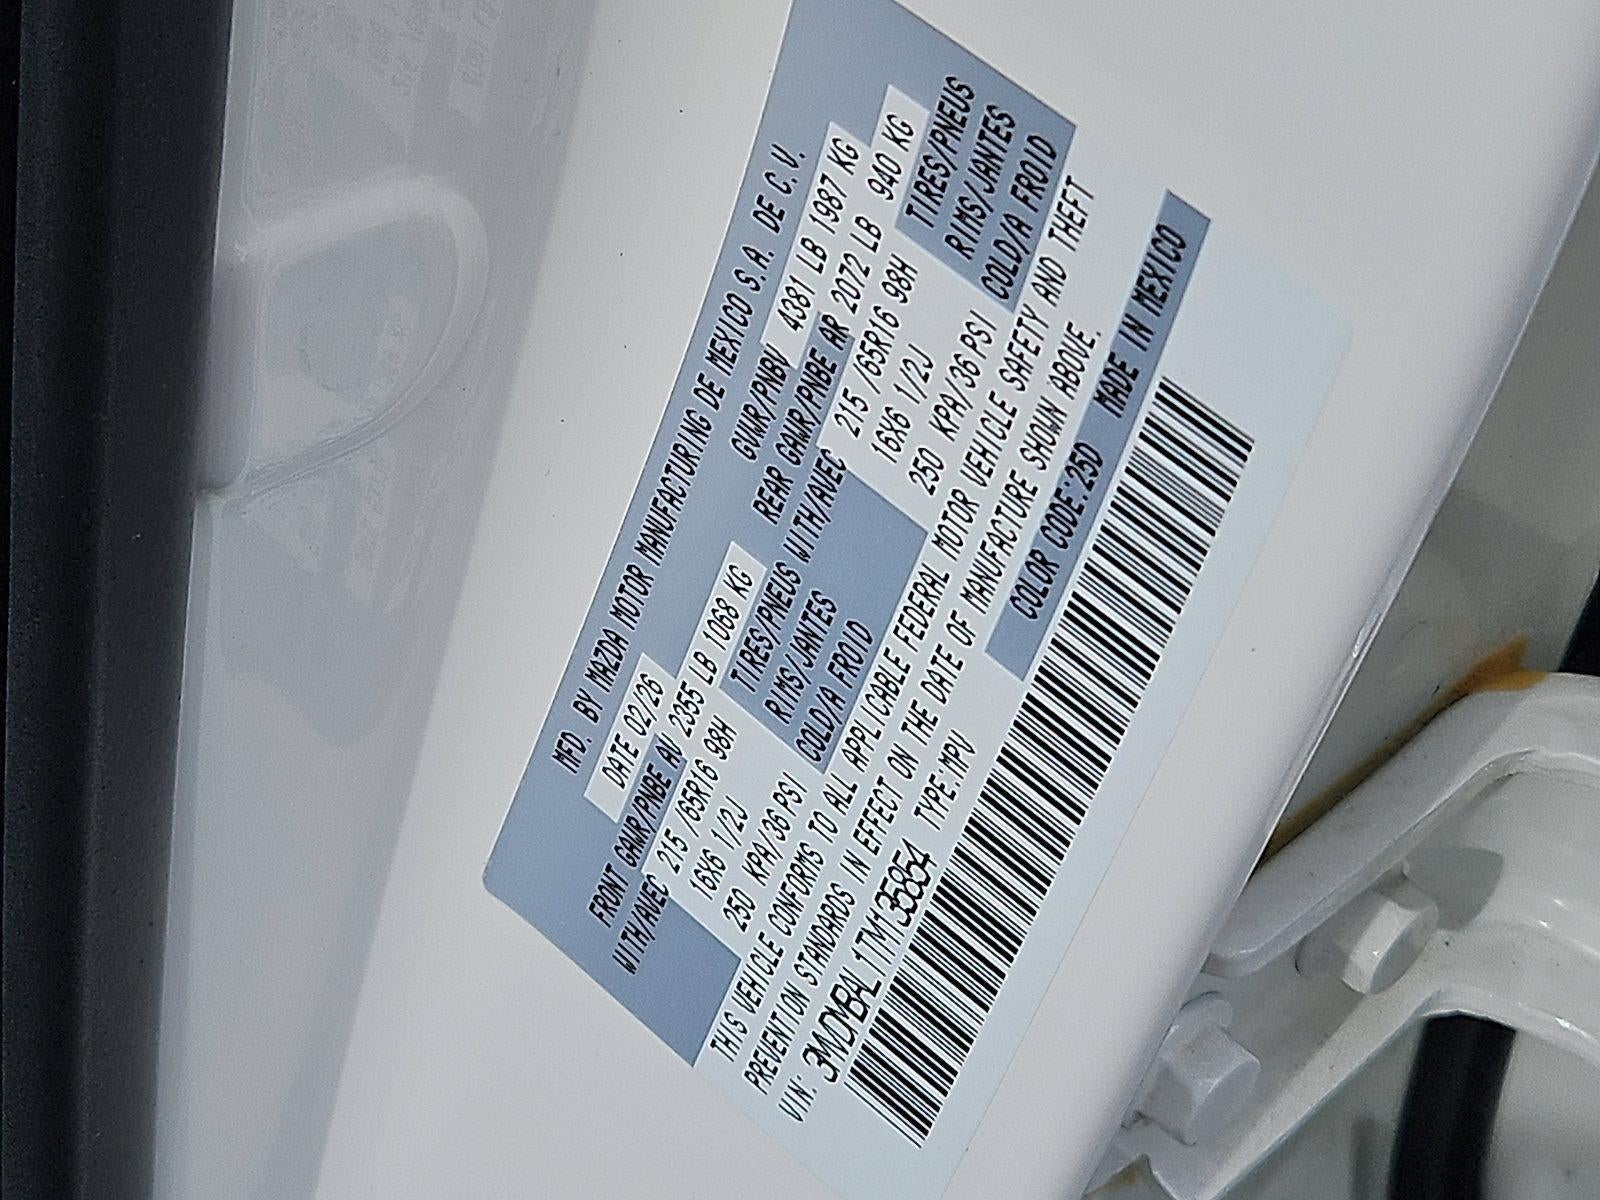 MFD. BY MAZDA MOTOR MANUFACTURING DE MEXICO S.A. DE C.V.
DATE 02/26 GVWR/PNBV 4381 LB 1987 KG
FRONT GAWR/PNBE AV 2355 LB 1068 KG REAR GAWR/PNBE AR 2072 LB 940 KG
WITH/AVEC 215 /65R16 98H TIRES/PNEUS WITH/AVEC 215 /65R16 98H TIRES/PNEUS
16X6 1/2J RIMS/JANTES 16X6 1/2J RIMS/JANTES
250 KPA/36PSI COLD/A FROID 250 KPA/36PSI COLD/A FROID
THIS VEHICLE CONFORMS TO ALL APPLICABLE FEDERAL MOTOR VEHICLE SAFETY AND THEFT
PREVENTION STANDARDS IN EFFECT ON THE DATE OF MANUFACTURE SHOWN ABOVE.
VIN: 3MVDMBAL1TM135854 TYPE:MPV COLOR CODE:25D MADE IN MEXICO